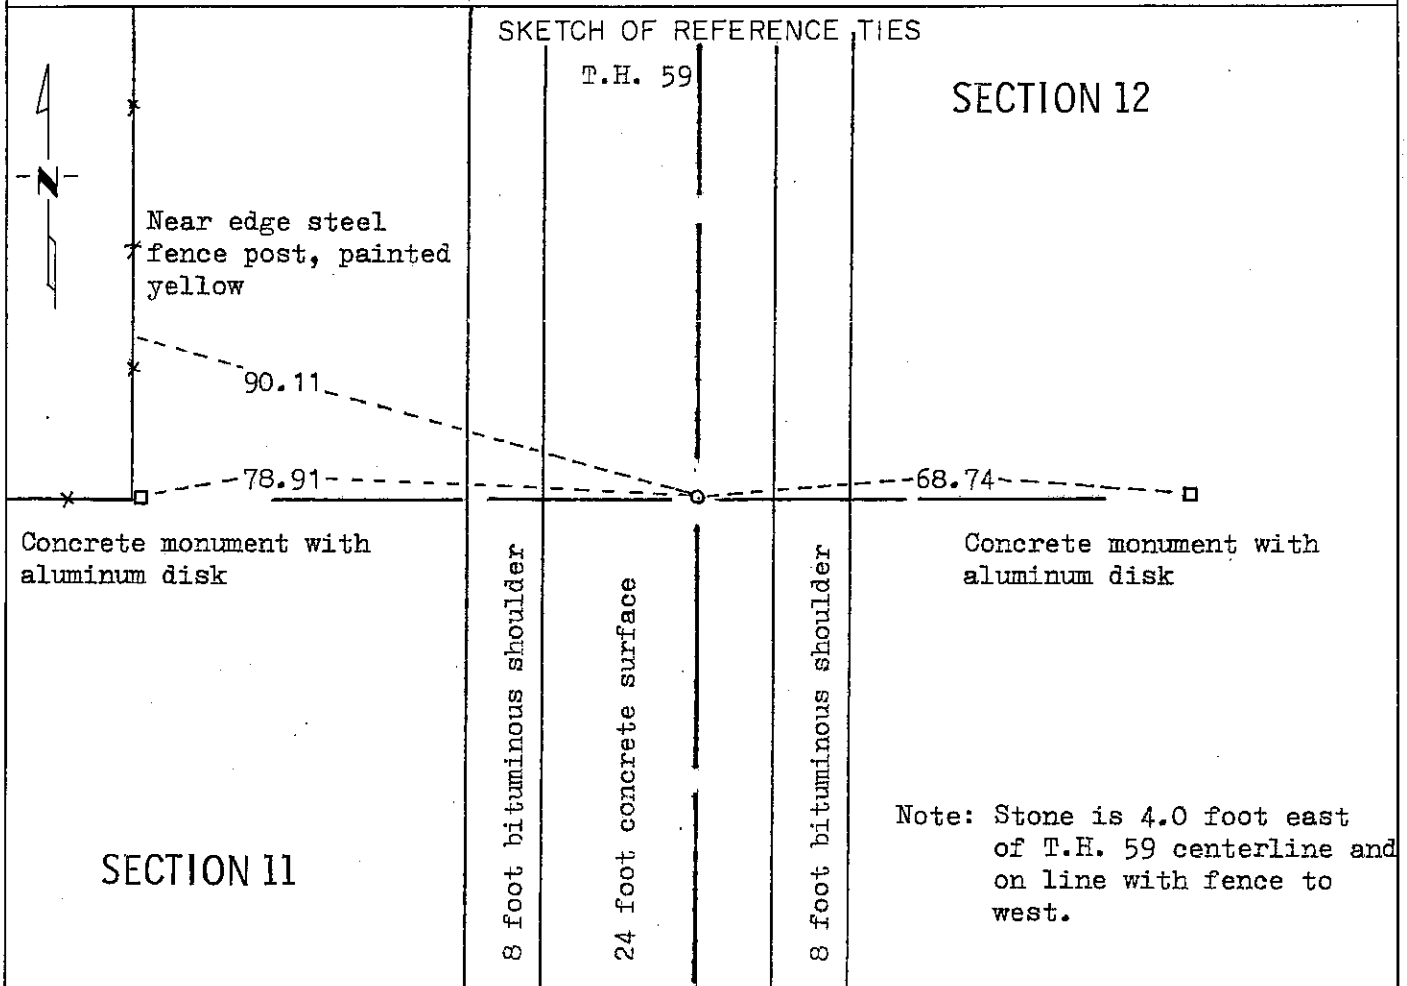 SKETCH OF REFERENCE TIES
T.H. 59
SECTION 12
N
Near edge steel
fence post, painted
yellow
90.11
78.91
68.74
Concrete monument with
aluminum disk
Concrete monument with
aluminum disk
8 foot bituminous shoulder
24 foot concrete surface
8 foot bituminous shoulder
SECTION 11
Note: Stone is 4.0 foot east
of T.H. 59 centerline and
on line with fence to
west.